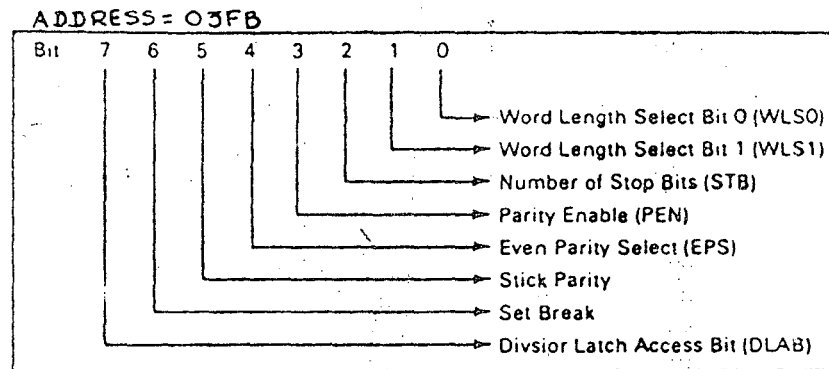 ADDRESS = 03FB
Bit 7 6 5 4 3 2 1 0
Word Length Select Bit 0 (WLS0)
Word Length Select Bit 1 (WLS1)
Number of Stop Bits (STB)
Parity Enable (PEN)
Even Parity Select (EPS)
Stick Parity
Set Break
Divsior Latch Access Bit (DLAB)